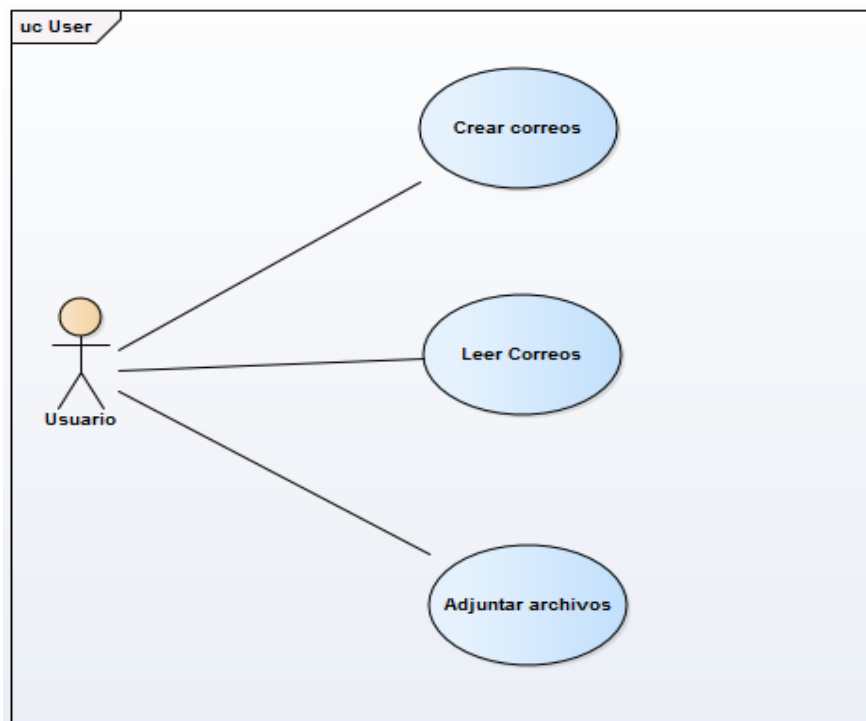 uc User
Crear correos
Leer Correos
Usuario
Adjuntar archivos